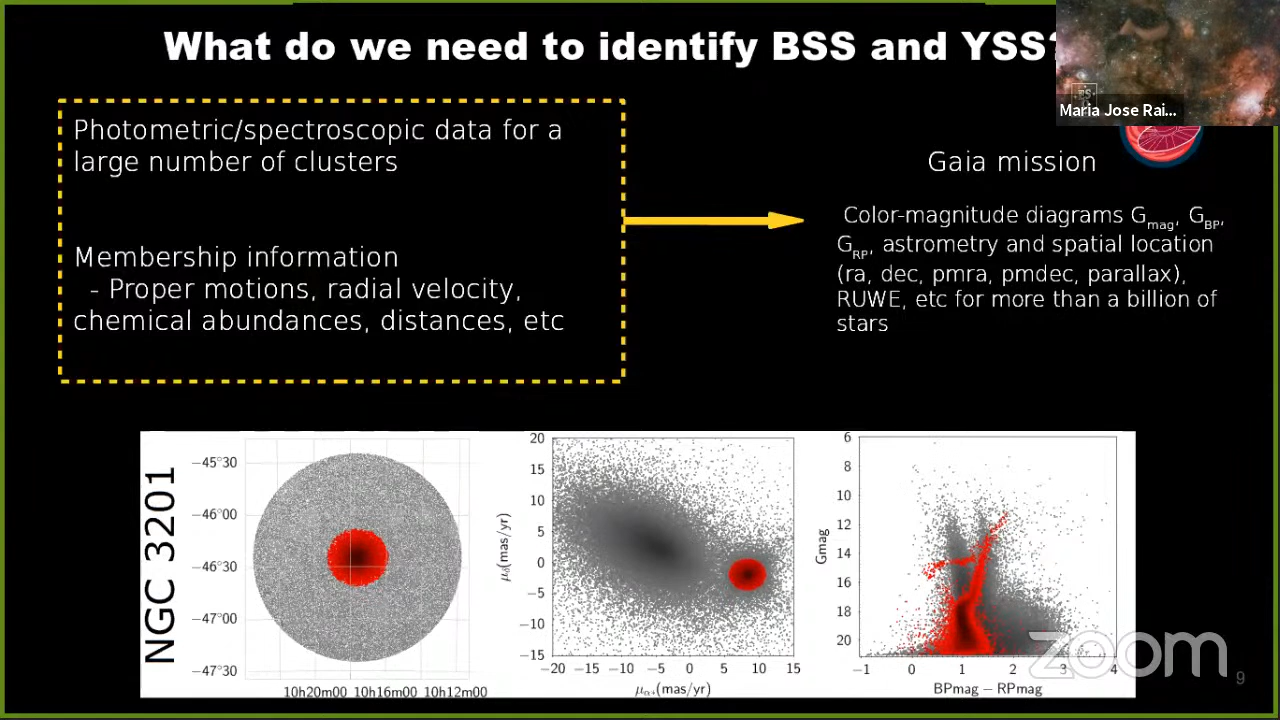 What do we need to identify BSS and YSS?
Maria Jose Rai...
Photometric/spectroscopic data for a
large number of clusters
Membership information
- Proper motions, radial velocity,
chemical abundances, distances, etc
Gaia mission
Color-magnitude diagrams Gmag, GBP,
GRP, astrometry and spatial location
(ra, dec, pmra, pmdec, parallax),
RUWE, etc for more than a billion of
stars
NGC 3201
−45°30
−46°00
−46°30
−47°00
−47°30
10h20m00 10h16m00 10h12m00
μδ(mas/yr)
20
15
10
5
0
−5
−10
−15
−20 −15 −10 −5 0 5 10 15
μα*(mas/yr)
Gmag
6
8
10
12
14
16
18
20
−1 0 1 2 3 4
BPmag − RPmag
zoom
9